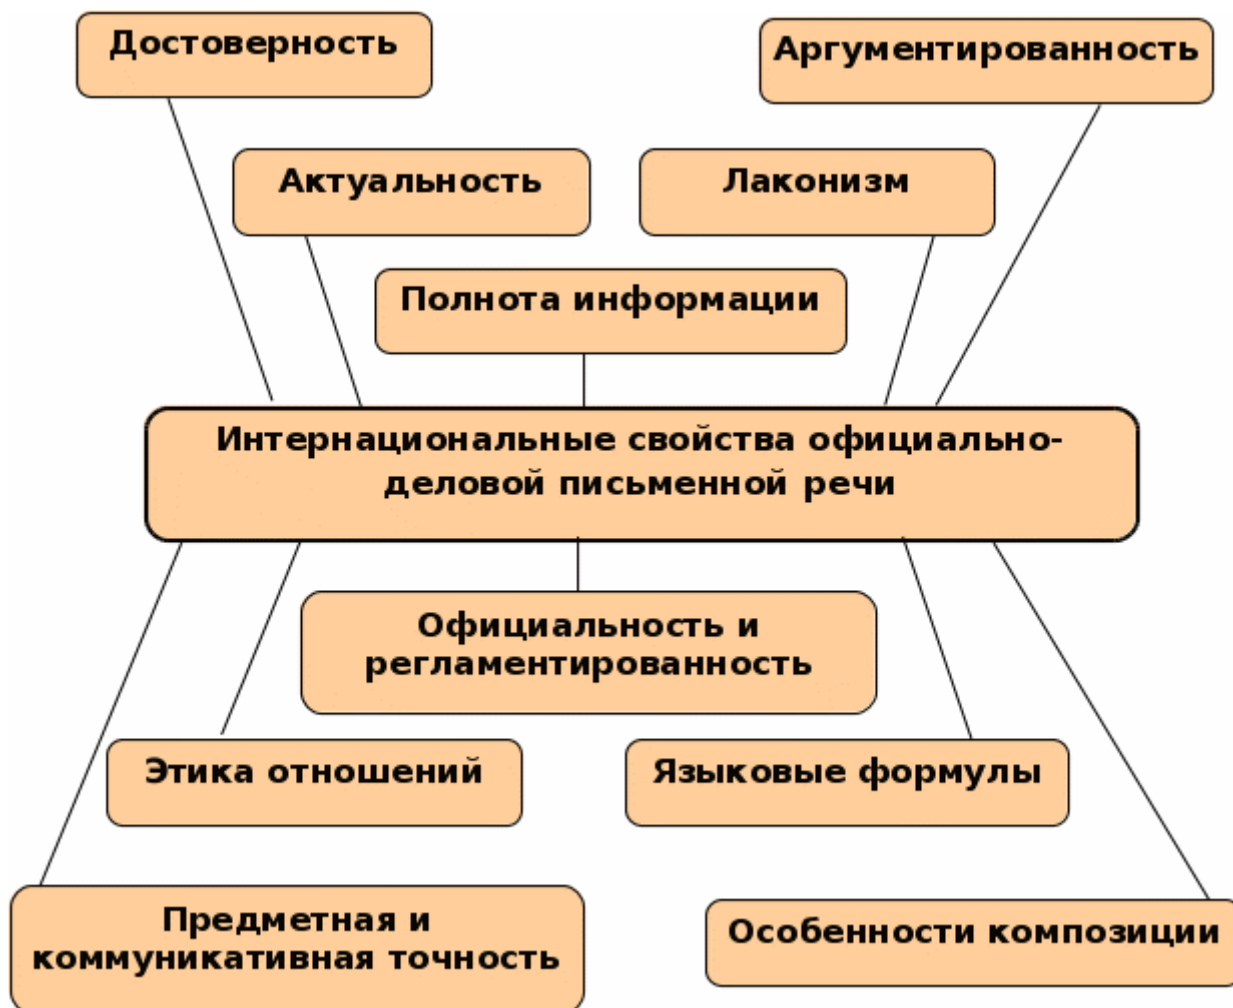 Достоверность
Аргументированность
Актуальность
Лаконизм
Полнота информации
Интернациональные свойства официально-
деловой письменной речи
Официальность и
регламентированность
Этика отношений
Языковые формулы
Предметная и
коммуникативная точность
Особенности композиции